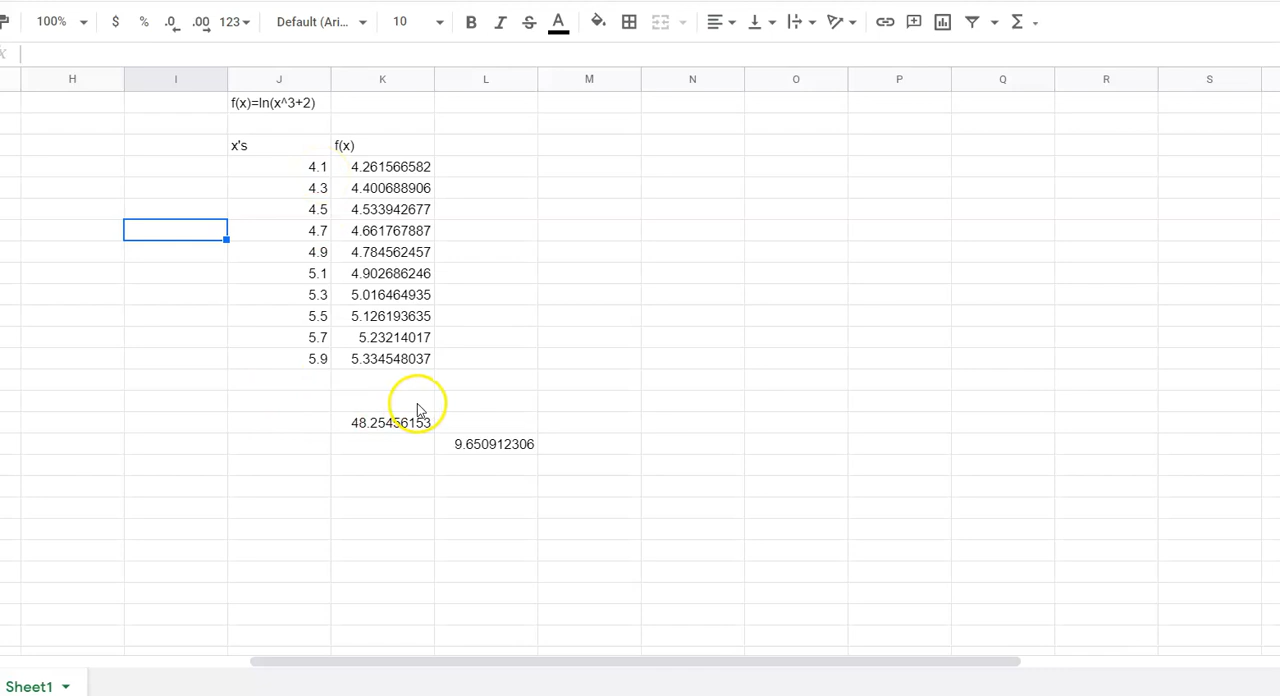 $ % .0 .00 123 Default (Ari... 10 B I S A Σ
H I J K L M N O P Q R S
f(x)=ln(x^3+2)
x's f(x)
4.1 4.261566582
4.3 4.400688906
4.5 4.533942677
4.7 4.661767887
4.9 4.784562457
5.1 4.902686246
5.3 5.016464935
5.5 5.126193635
5.7 5.23214017
5.9 5.334548037
48.25456153
9.650912306
Sheet1